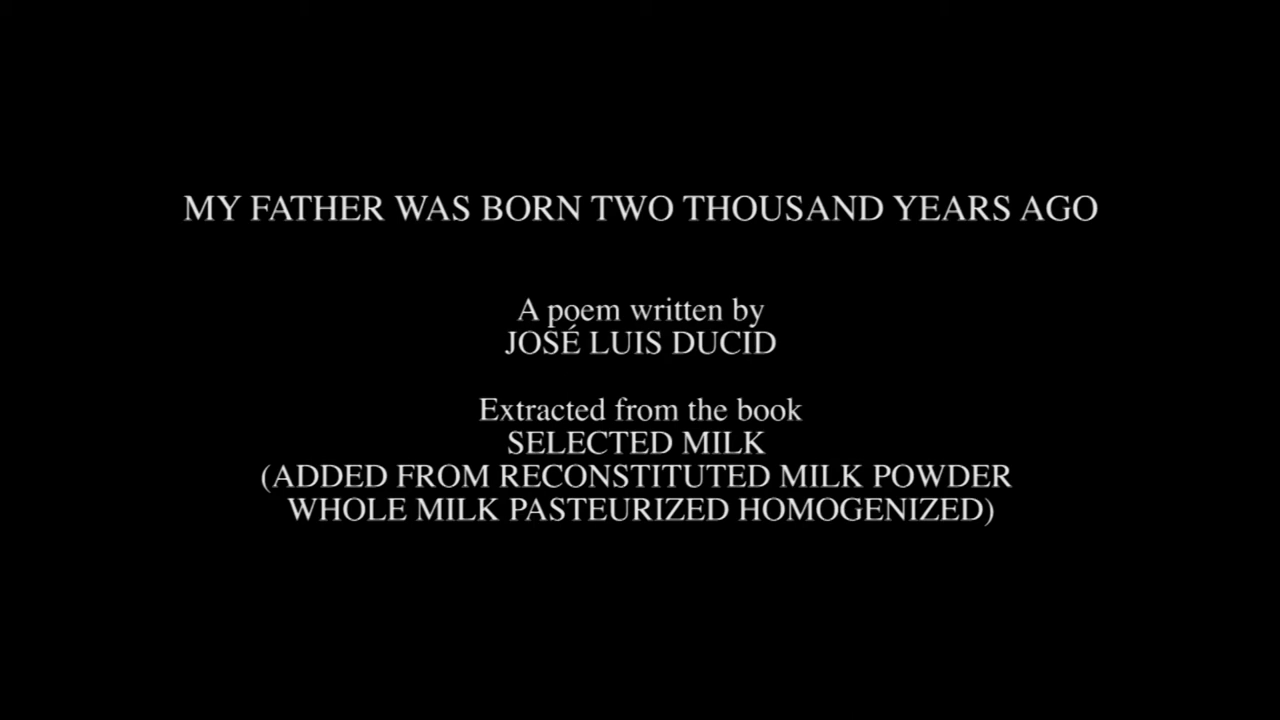 MY FATHER WAS BORN TWO THOUSAND YEARS AGO
A poem written by
JOSÉ LUIS DUCID
Extracted from the book
SELECTED MILK
(ADDED FROM RECONSTITUTED MILK POWDER
WHOLE MILK PASTEURIZED HOMOGENIZED)